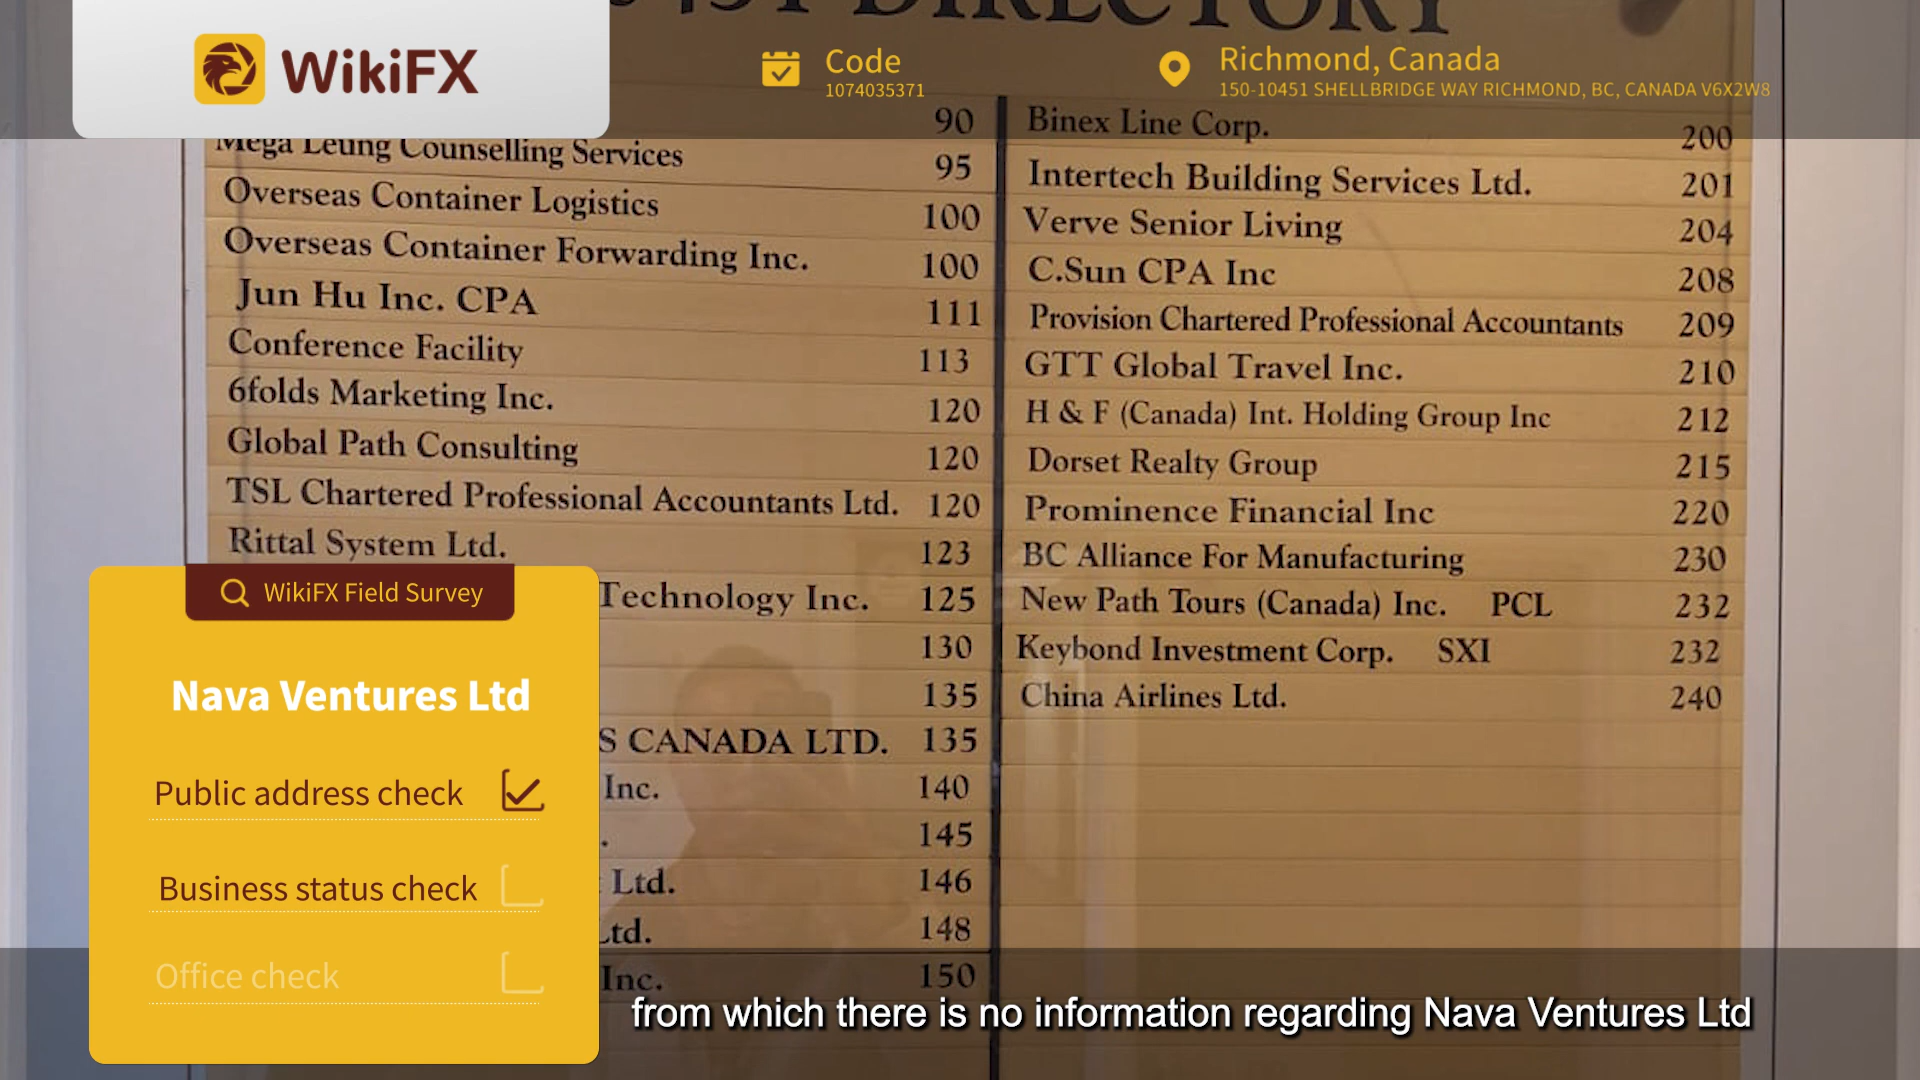 DIRECTORY
WikiFX
Code
1074035371
Richmond, Canada
150-10451 SHELLBRIDGE WAY RICHMOND, BC, CANADA V6X2W8
90
Mega Leung Counselling Services 95
Overseas Container Logistics 100
Overseas Container Forwarding Inc. 100
Jun Hu Inc. CPA 111
Conference Facility 113
6folds Marketing Inc. 120
Global Path Consulting 120
TSL Chartered Professional Accountants Ltd. 120
Rittal System Ltd. 123
Technology Inc. 125
130
135
S CANADA LTD. 135
Inc. 140
145
Ltd. 146
Ltd. 148
Inc. 150
Binex Line Corp. 200
Intertech Building Services Ltd. 201
Verve Senior Living 204
C.Sun CPA Inc 208
Provision Chartered Professional Accountants 209
GTT Global Travel Inc. 210
H & F (Canada) Int. Holding Group Inc 212
Dorset Realty Group 215
Prominence Financial Inc 220
BC Alliance For Manufacturing 230
New Path Tours (Canada) Inc. PCL 232
Keybond Investment Corp. SXI 232
China Airlines Ltd. 240
WikiFX Field Survey
Nava Ventures Ltd
Public address check
Business status check
Office check
from which there is no information regarding Nava Ventures Ltd